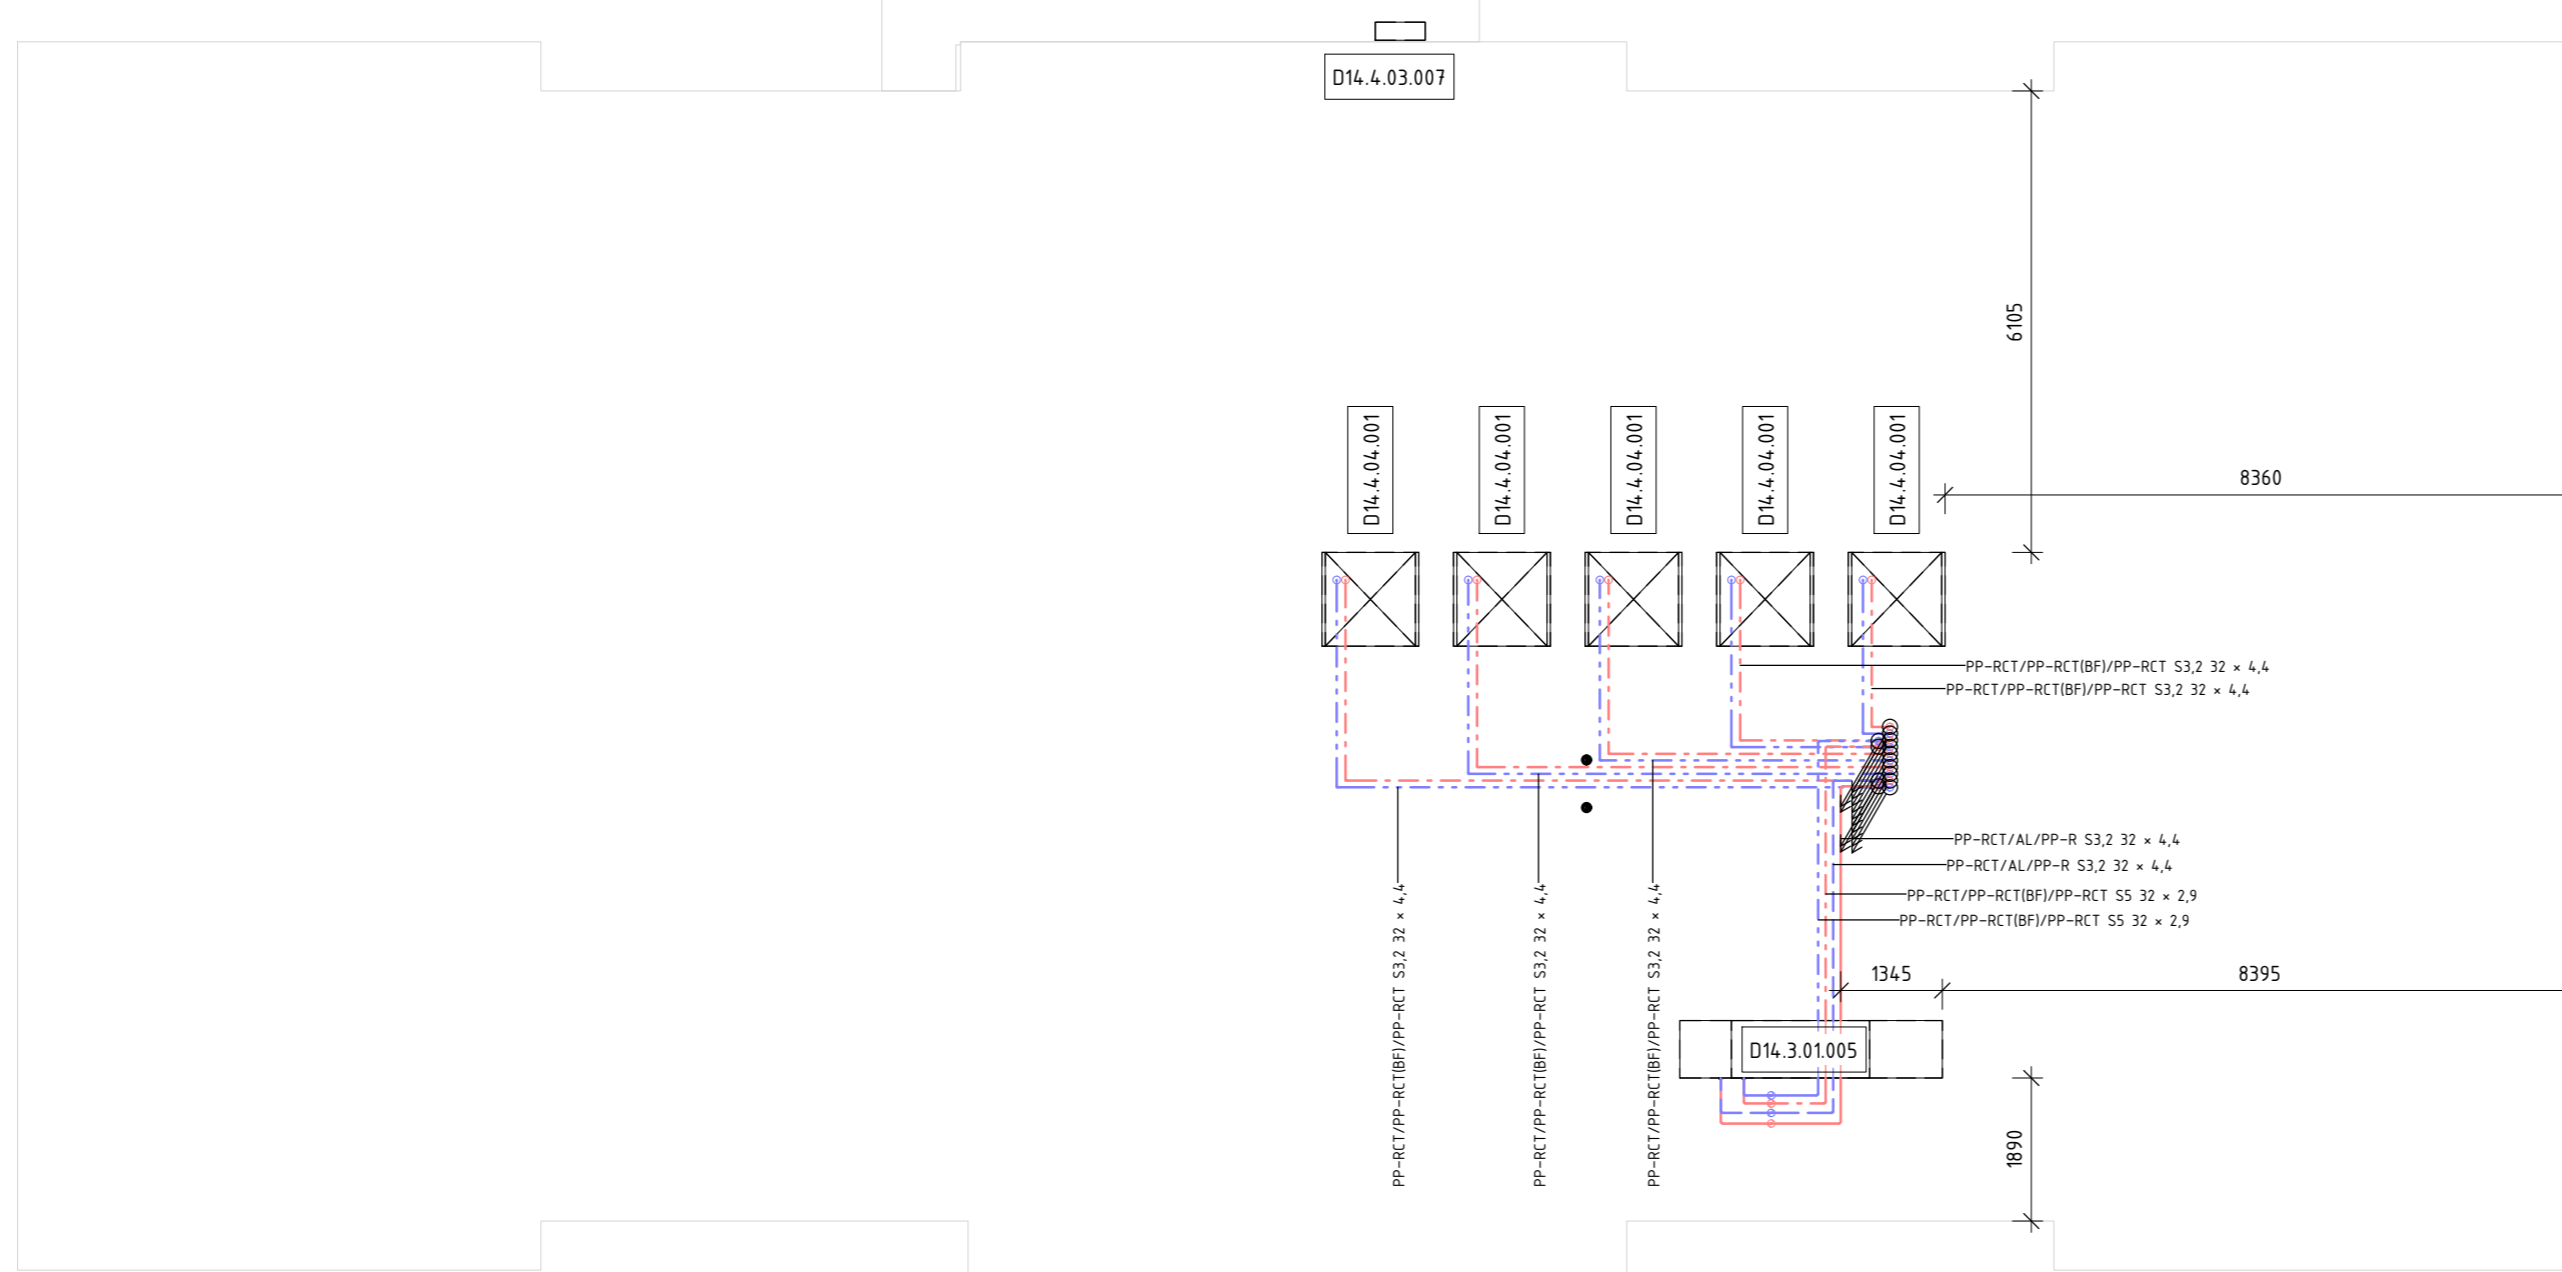 D14.4.03.007
6105
D14.4.04.001
D14.4.04.001
D14.4.04.001
D14.4.04.001
D14.4.04.001
8360
PP-RCT/PP-RCT(BF)/PP-RCT S3,2 32 × 4,4
PP-RCT/PP-RCT(BF)/PP-RCT S3,2 32 × 4,4
PP-RCT/AL/PP-R S3,2 32 × 4,4
PP-RCT/AL/PP-R S3,2 32 × 4,4
PP-RCT/PP-RCT(BF)/PP-RCT S5 32 × 2,9
PP-RCT/PP-RCT(BF)/PP-RCT S5 32 × 2,9
PP-RCT/PP-RCT(BF)/PP-RCT S3,2 32 × 4,4
PP-RCT/PP-RCT(BF)/PP-RCT S3,2 32 × 4,4
PP-RCT/PP-RCT(BF)/PP-RCT S3,2 32 × 4,4
1345
8395
D14.3.01.005
1890